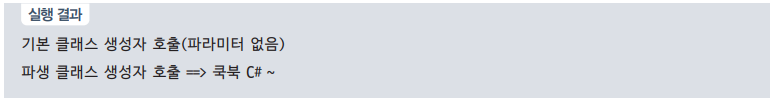 실행 결과
기본 클래스 생성자 호출(파라미터 없음)
파생 클래스 생성자 호출 ==> 쿡북 C# ~